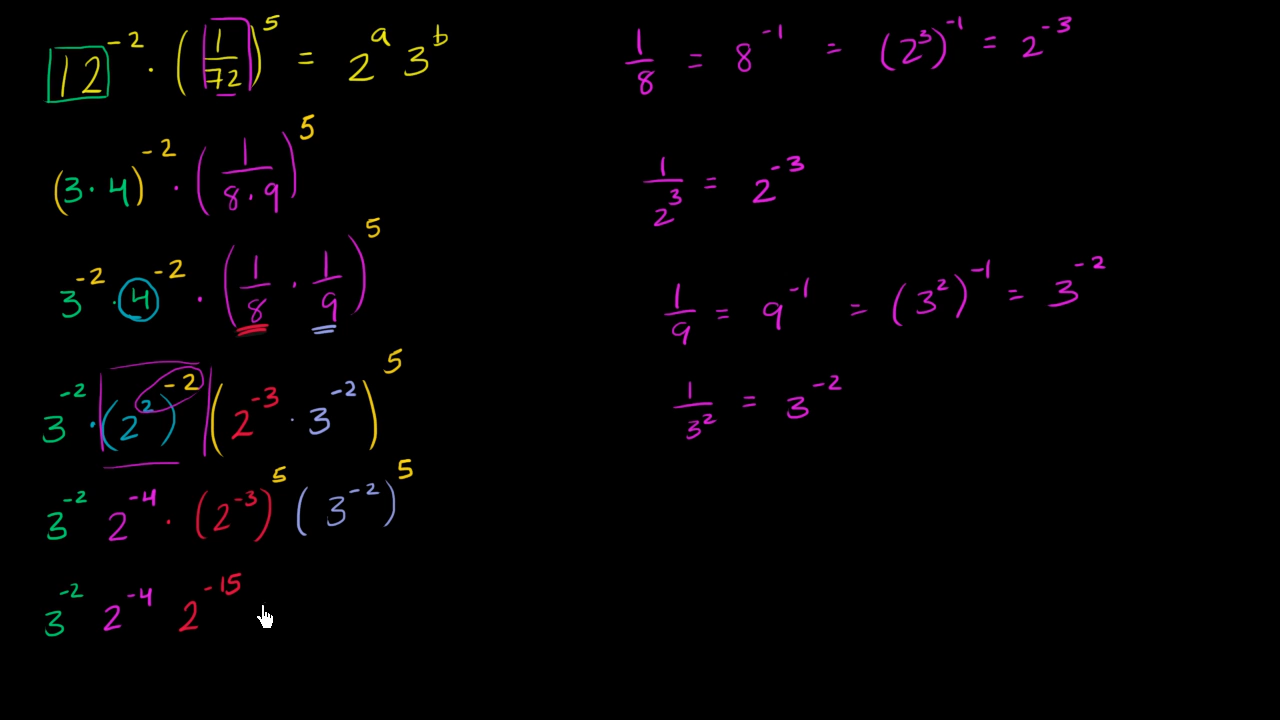 12^-2 · (1/72)^5 = 2^a 3^b
(3·4)^-2 · (1/(8·9))^5
3^-2 · 4^-2 · (1/8 · 1/9)^5
3^-2 · (2^2)^-2 (2^-3 · 3^-2)^5
3^-2 2^-4 · (2^-3)^5 (3^-2)^5
3^-2 2^-4 2^-15
1/8 = 8^-1 = (2^3)^-1 = 2^-3
1/2^3 = 2^-3
1/9 = 9^-1 = (3^2)^-1 = 3^-2
1/3^2 = 3^-2